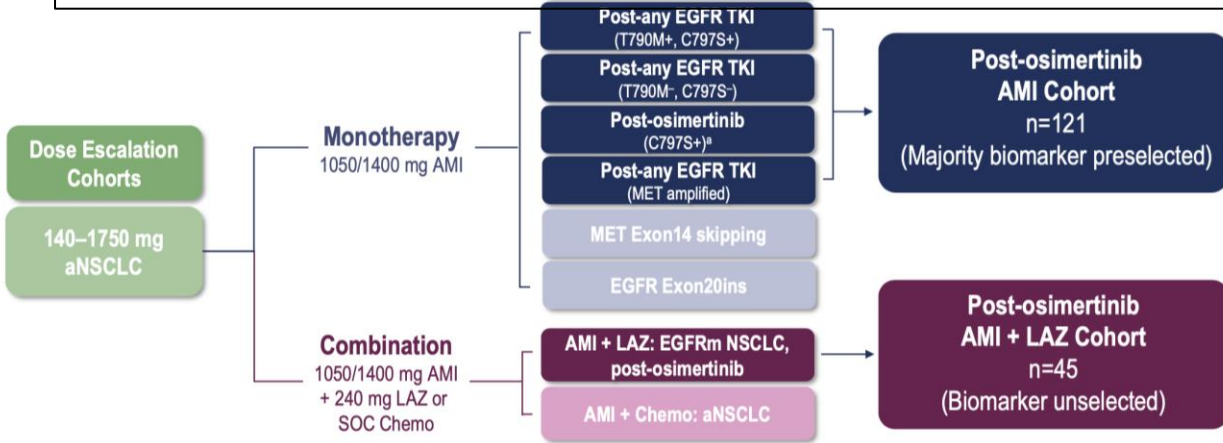 Dose Escalation
Cohorts
140–1750 mg
aNSCLC
Monotherapy
1050/1400 mg AMI
Combination
1050/1400 mg AMI
+ 240 mg LAZ or
SOC Chemo
Post-any EGFR TKI
(T790M+, C797S+)
Post-any EGFR TKI
(T790M⁻, C797S⁻)
Post-osimertinib
(C797S+)ª
Post-any EGFR TKI
(MET amplified)
MET Exon14 skipping
EGFR Exon20ins
AMI + LAZ: EGFRm NSCLC,
post-osimertinib
AMI + Chemo: aNSCLC
Post-osimertinib
AMI Cohort
n=121
(Majority biomarker preselected)
Post-osimertinib
AMI + LAZ Cohort
n=45
(Biomarker unselected)